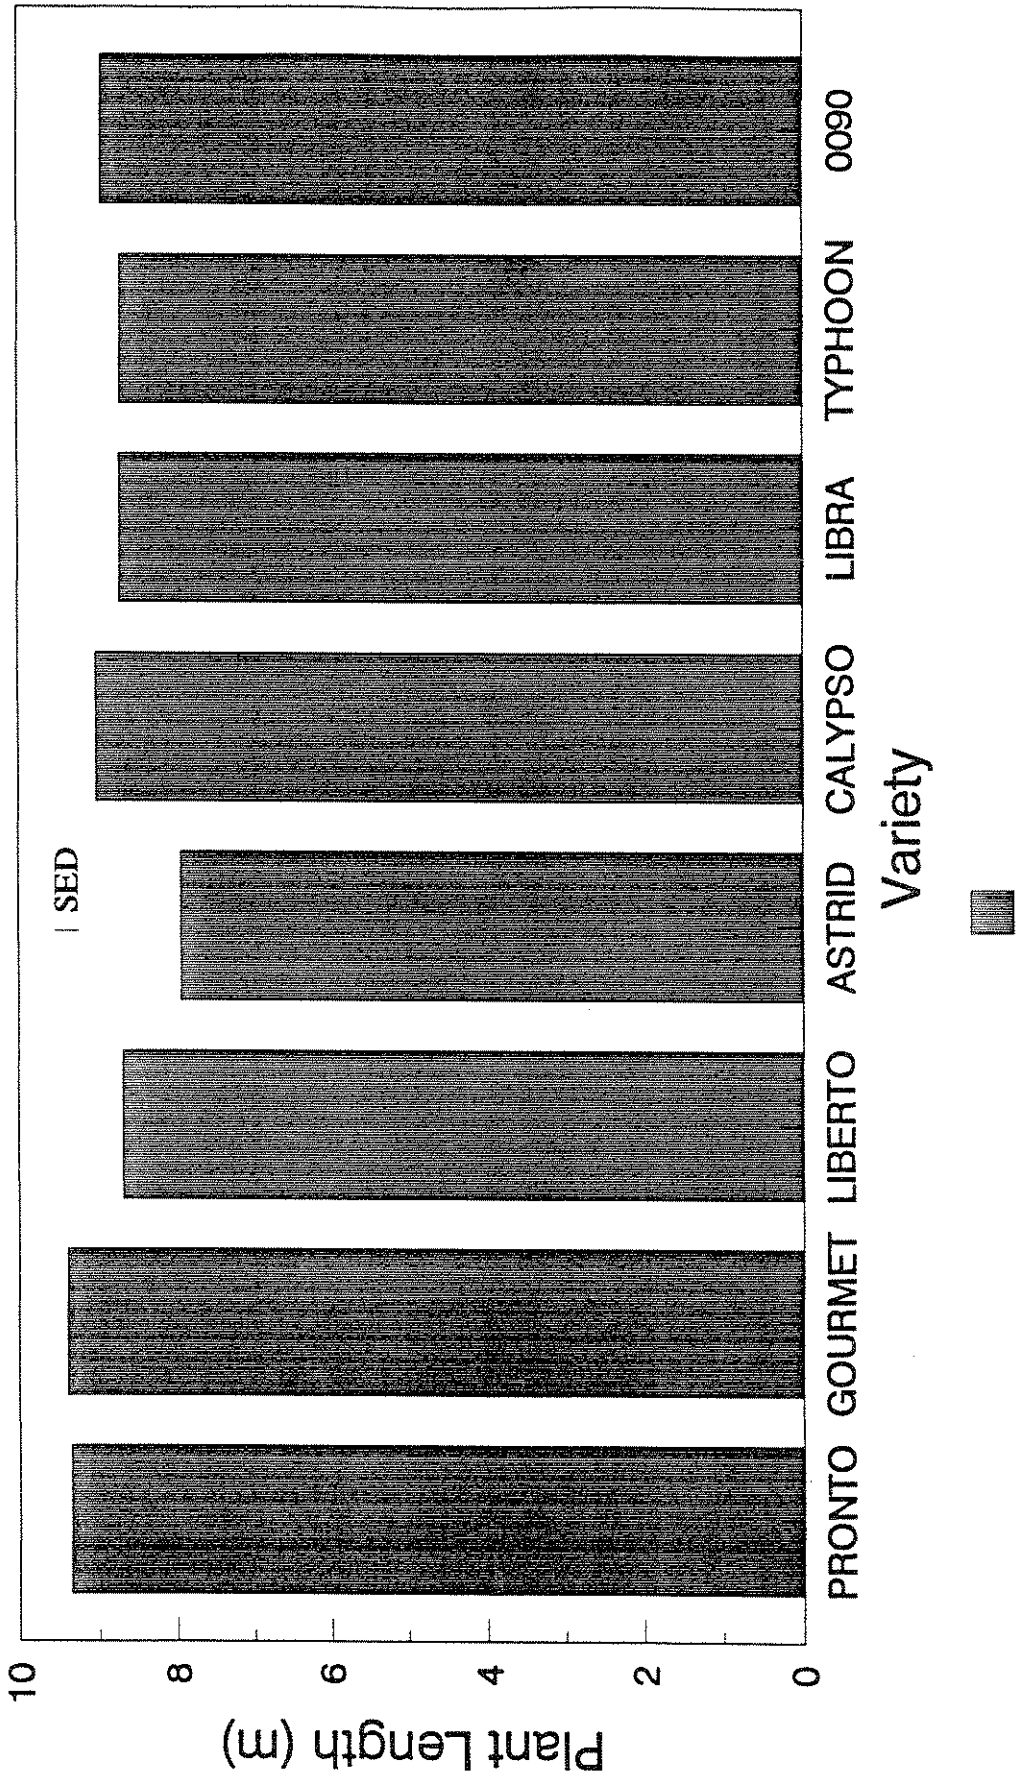 Plant Length (m)
10
8
6
4
2
0
SED
PRONTO GOURMET LIBERTO ASTRID CALYPSO LIBRA TYPHOON 0090
Variety